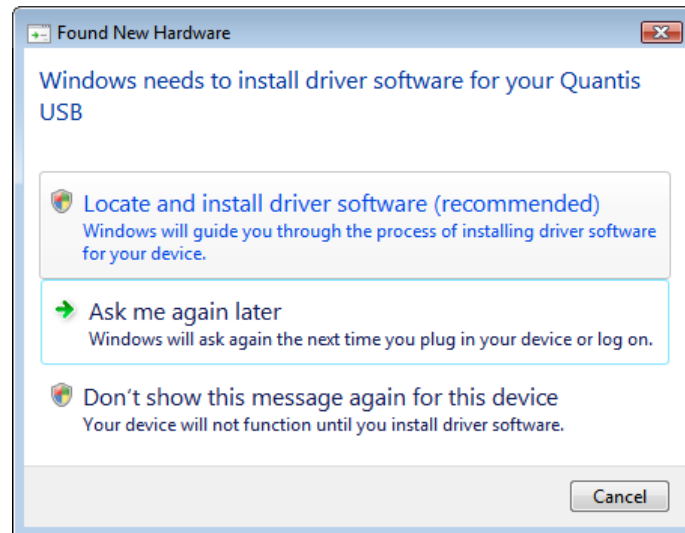 Found New Hardware
Windows needs to install driver software for your Quantis
USB
Locate and install driver software (recommended)
Windows will guide you through the process of installing driver software
for your device.
Ask me again later
Windows will ask again the next time you plug in your device or log on.
Don't show this message again for this device
Your device will not function until you install driver software.
Cancel